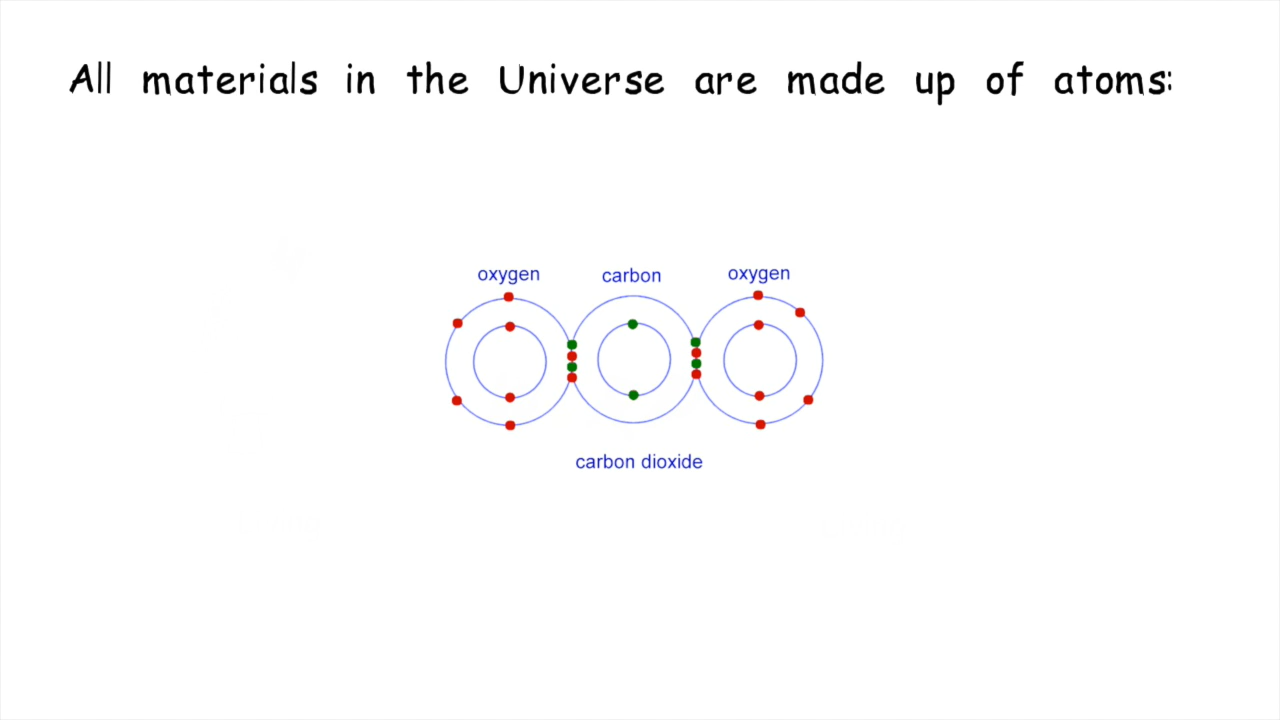 All materials in the Universe are made up of atoms:
oxygen carbon oxygen
carbon dioxide